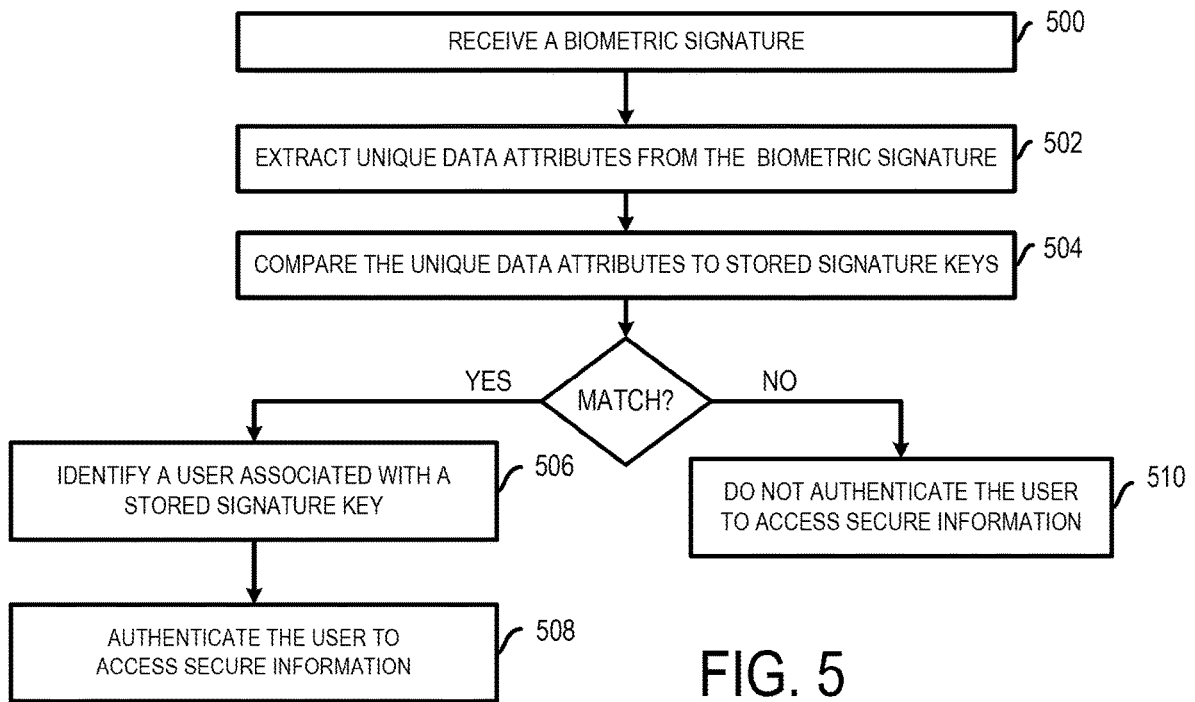 RECEIVE A BIOMETRIC SIGNATURE
500
EXTRACT UNIQUE DATA ATTRIBUTES FROM THE BIOMETRIC SIGNATURE
502
COMPARE THE UNIQUE DATA ATTRIBUTES TO STORED SIGNATURE KEYS
504
YES
MATCH?
NO
IDENTIFY A USER ASSOCIATED WITH A
STORED SIGNATURE KEY
506
DO NOT AUTHENTICATE THE USER
TO ACCESS SECURE INFORMATION
510
AUTHENTICATE THE USER TO
ACCESS SECURE INFORMATION
508
FIG. 5